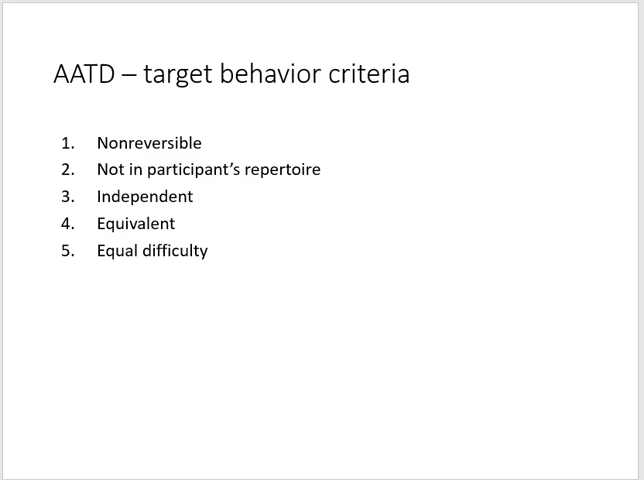 AATD – target behavior criteria
1. Nonreversible
2. Not in participant’s repertoire
3. Independent
4. Equivalent
5. Equal difficulty